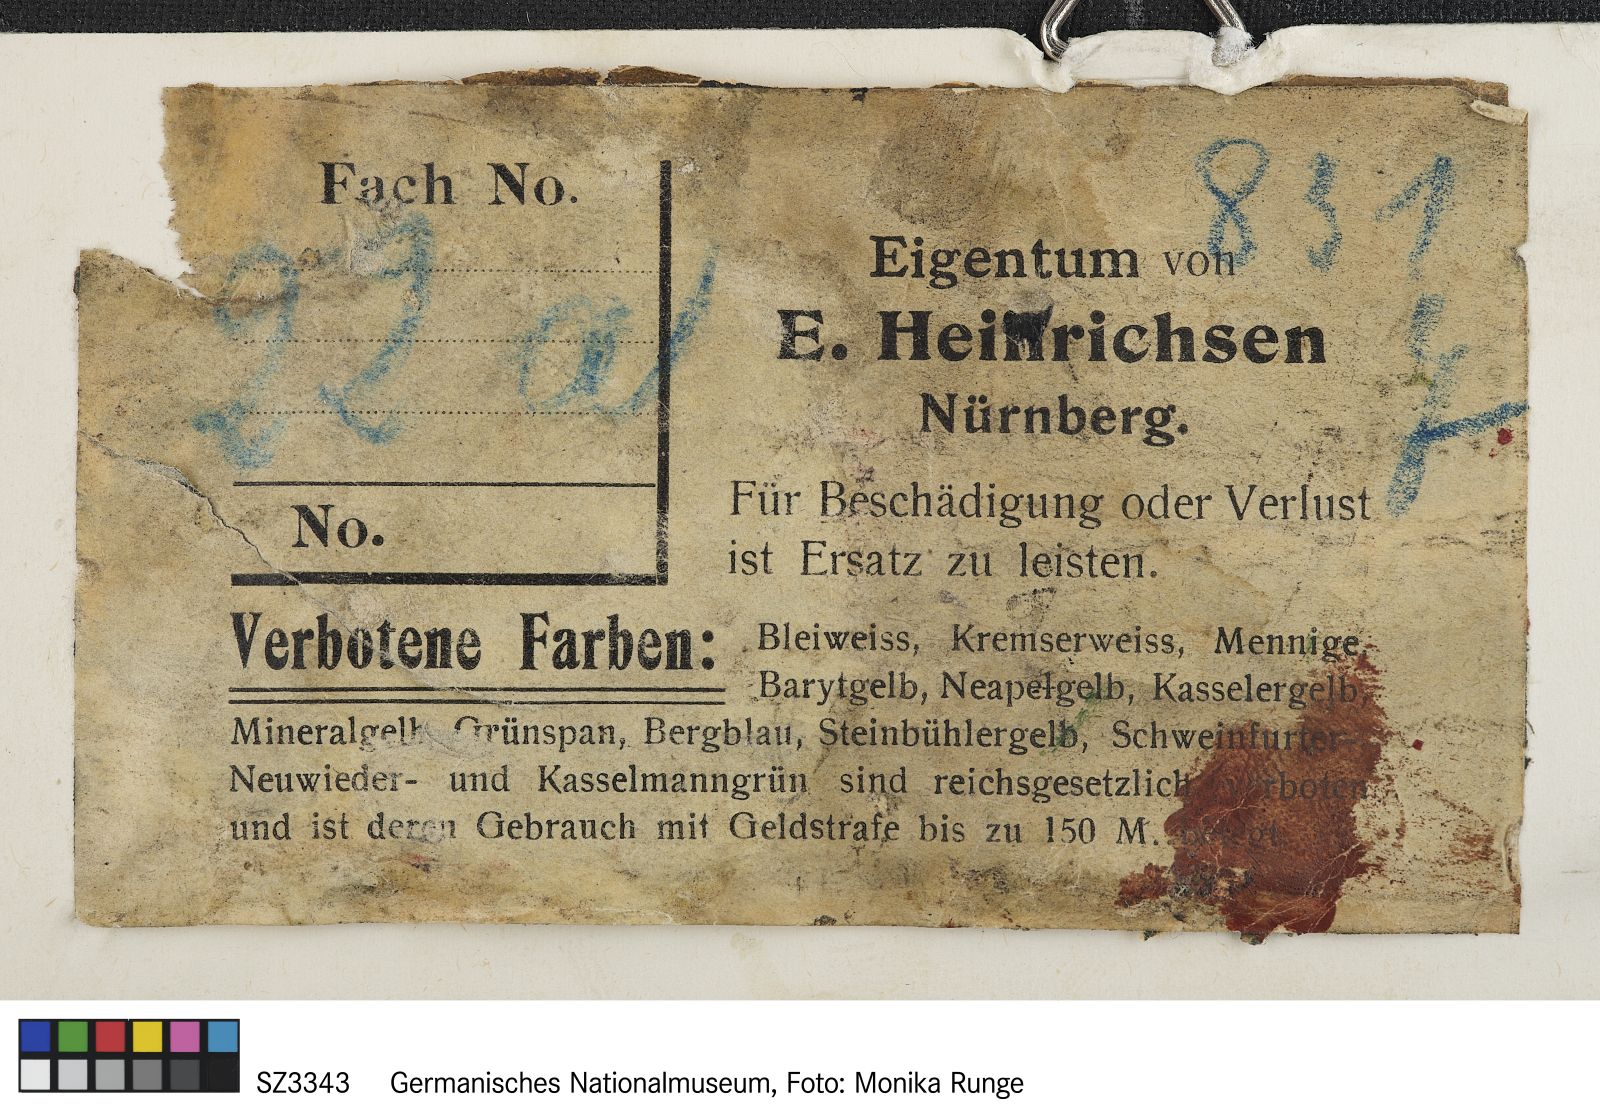 Fach No.
22 a
No.
831
Eigentum von
E. Heinrichsen
Nürnberg.
Für Beschädigung oder Verlust
ist Ersatz zu leisten.
Verbotene Farben: Bleiweiss, Kremserweiss, Mennige,
Barytgelb, Neapelgelb, Kasselergelb,
Mineralgelb, Grünspan, Bergblau, Steinbühlergelb, Schweinfurter-
Neuwieder- und Kasselmanngrün sind reichsgesetzlich verboten
und ist deren Gebrauch mit Geldstrafe bis zu 150 M. belegt.
SZ3343 Germanisches Nationalmuseum, Foto: Monika Runge